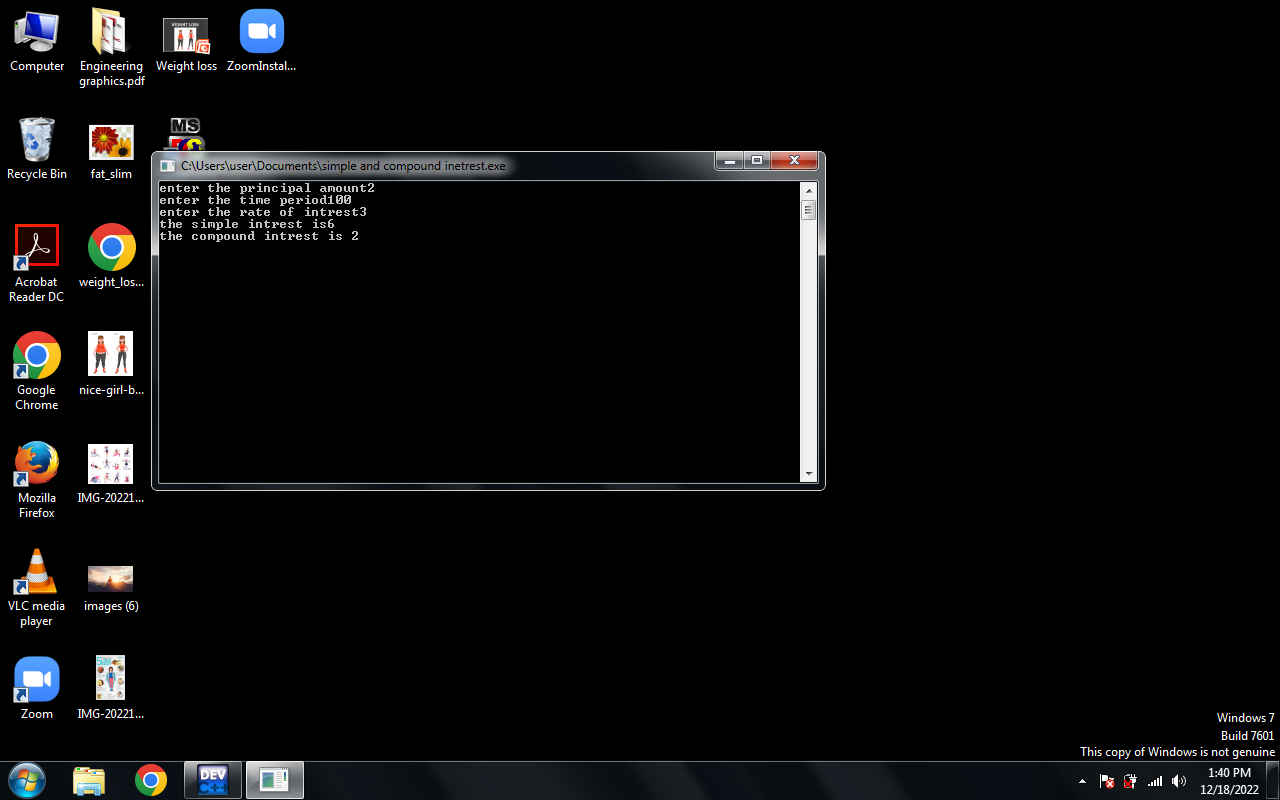 Computer
Engineering graphics.pdf
Weight loss
ZoomInstal...
WEIGHT LOSS
Recycle Bin
fat_slim
MS
C:\Users\user\Documents\simple and compound inetrest.exe
enter the principal amount2
enter the time period100
enter the rate of intrest3
the simple intrest is6
the compound intrest is 2
Acrobat Reader DC
weight_los...
Google Chrome
nice-girl-b...
Mozilla Firefox
IMG-20221...
VLC media player
images (6)
Zoom
IMG-20221...
Windows 7
Build 7601
This copy of Windows is not genuine
DEV
C++
1:40 PM
12/18/2022